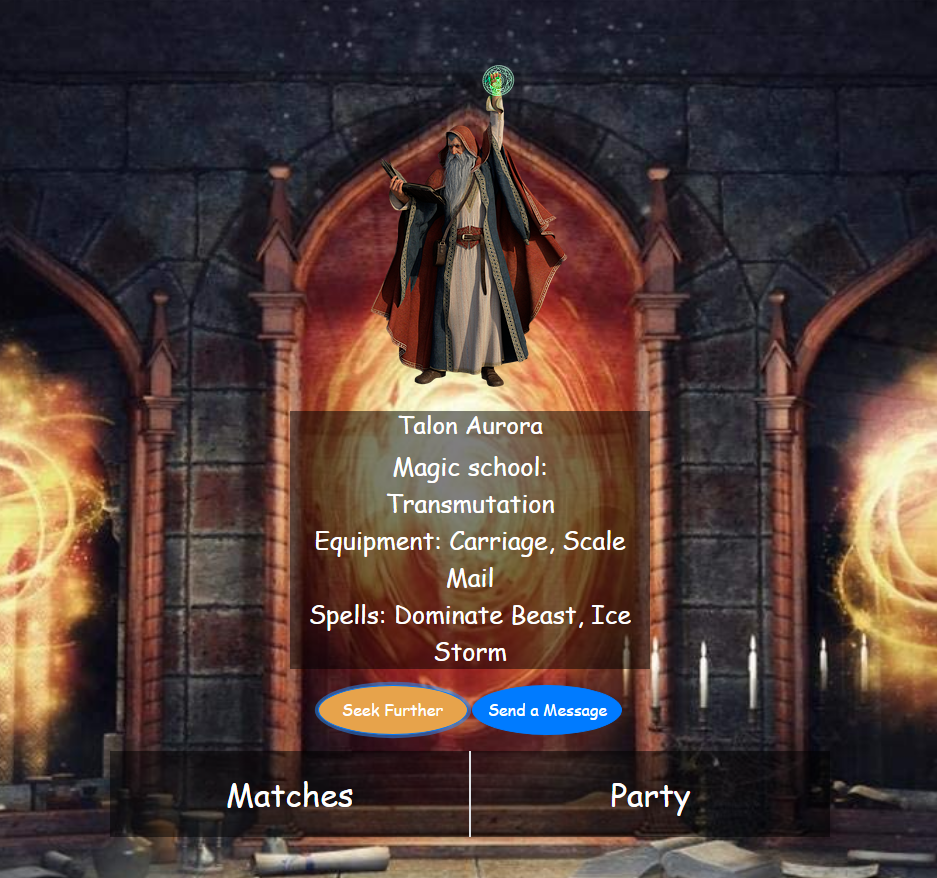 Talon Aurora
Magic school:
Transmutation
Equipment: Carriage, Scale
Mail
Spells: Dominate Beast, Ice
Storm
Seek Further
Send a Message
Matches
Party